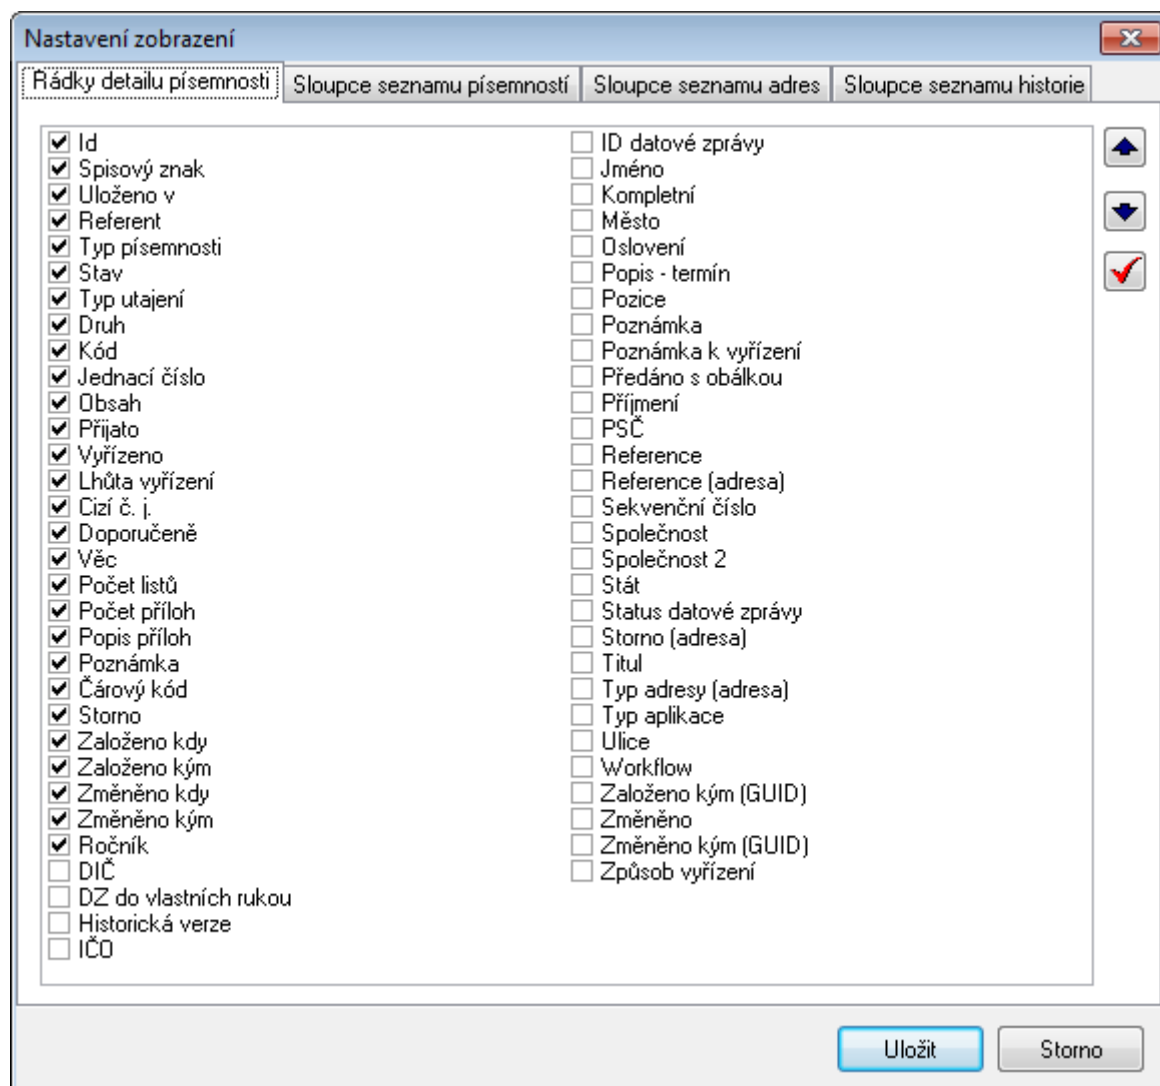 Nastavení zobrazení
Řádky detailu písemnosti
Sloupce seznamu písemností
Sloupce seznamu adres
Sloupce seznamu historie
Id
Spisový znak
Uloženo v
Referent
Typ písemnosti
Stav
Typ utajení
Druh
Kód
Jednací číslo
Obsah
Přijato
Vyřízeno
Lhůta vyřízení
Cizí č. j.
Doporučeně
Věc
Počet listů
Počet příloh
Popis příloh
Poznámka
Čárový kód
Storno
Založeno kdy
Založeno kým
Změněno kdy
Změněno kým
Ročník
DIČ
DZ do vlastních rukou
Historická verze
IČO
ID datové zprávy
Jméno
Kompletní
Město
Oslovení
Popis - termín
Pozice
Poznámka
Poznámka k vyřízení
Předáno s obálkou
Příjmení
PSČ
Reference
Reference (adresa)
Sekvenční číslo
Společnost
Společnost 2
Stát
Status datové zprávy
Storno (adresa)
Titul
Typ adresy (adresa)
Typ aplikace
Ulice
Workflow
Založeno kým (GUID)
Změněno
Změněno kým (GUID)
Způsob vyřízení
Uložit
Storno